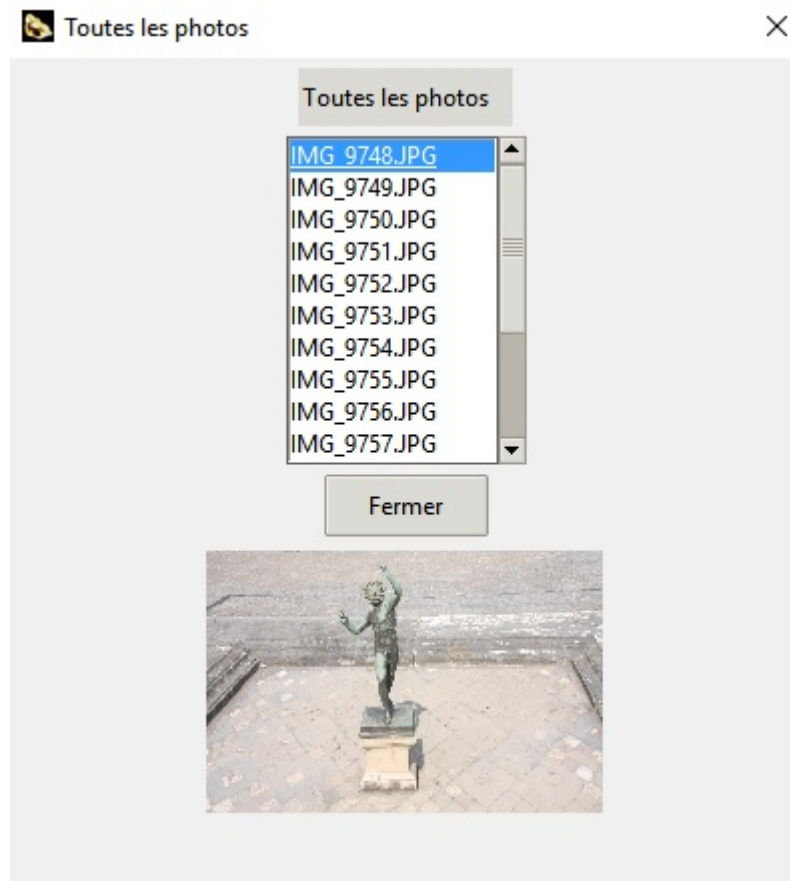 Toutes les photos
Toutes les photos
IMG_9748.JPG
IMG_9749.JPG
IMG_9750.JPG
IMG_9751.JPG
IMG_9752.JPG
IMG_9753.JPG
IMG_9754.JPG
IMG_9755.JPG
IMG_9756.JPG
IMG_9757.JPG
Fermer